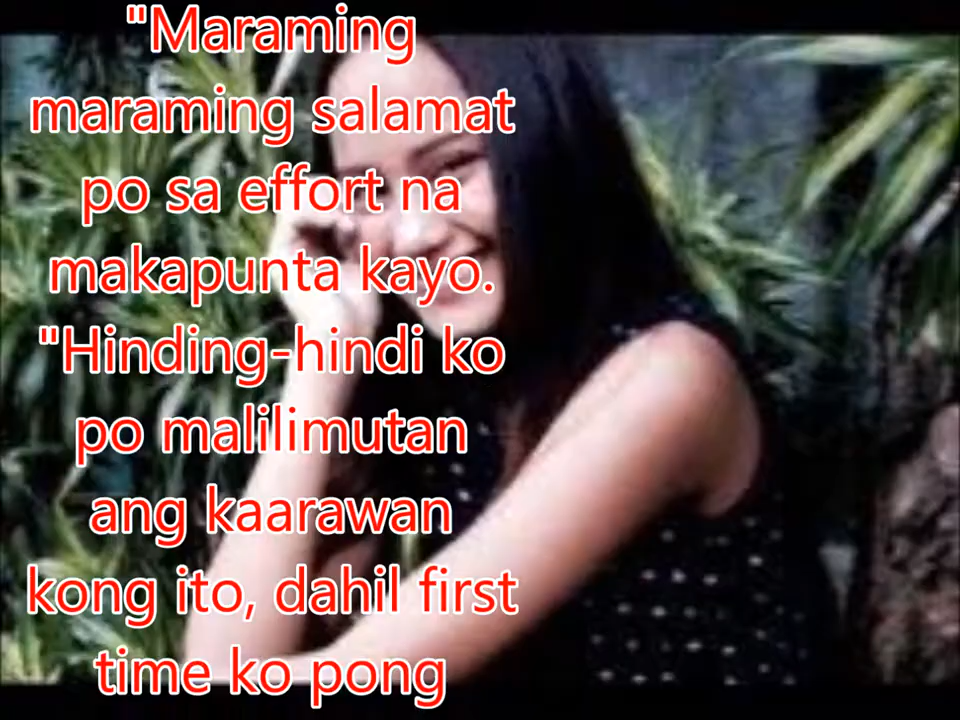 "Maraming
maraming salamat
po sa effort na
makapunta kayo.
"Hinding-hindi ko
po malilimutan
ang kaarawan
kong ito, dahil first
time ko pong